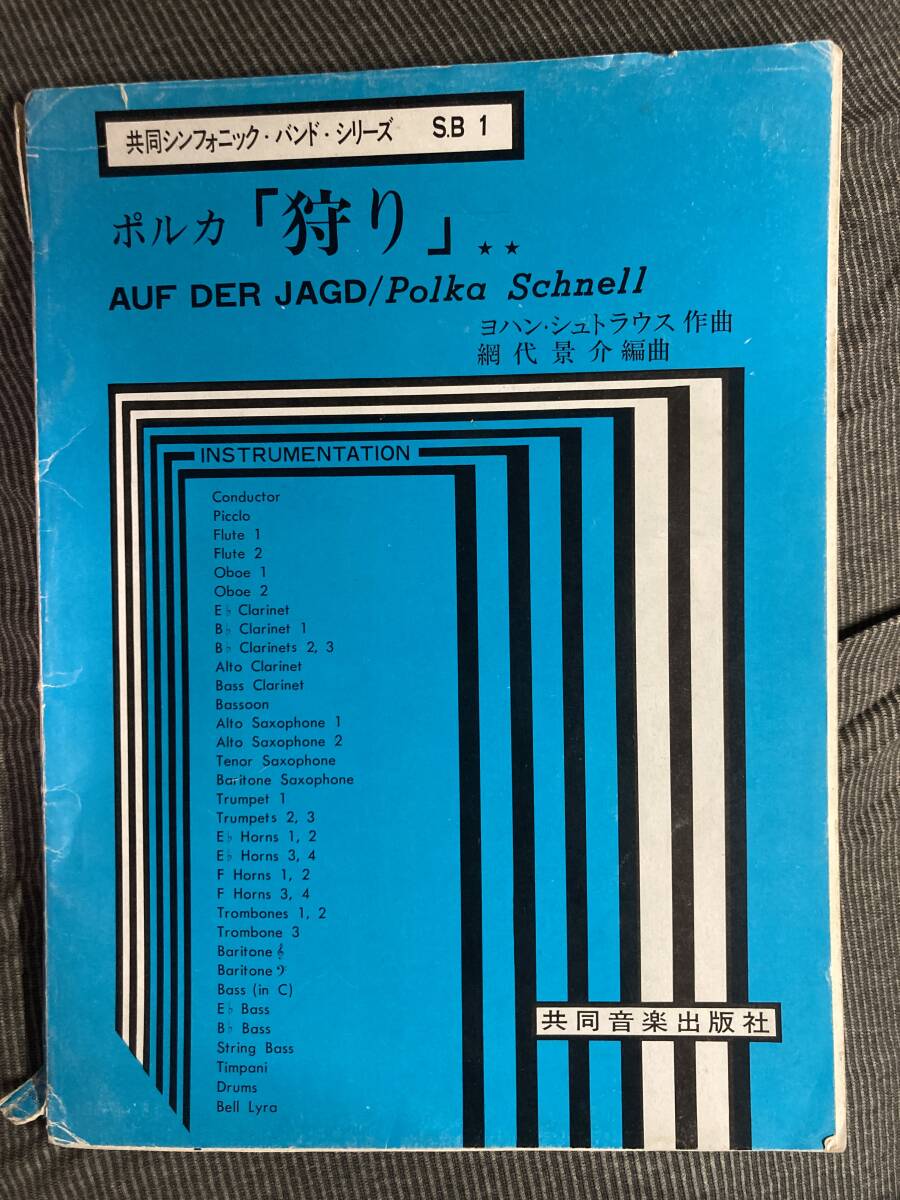 共同シンフォニック・バンド・シリーズ S.B 1
ポルカ「狩り」★★
AUF DER JAGD/Polka Schnell
ヨハン・シュトラウス 作曲
網代景介 編曲
INSTRUMENTATION
Conductor
Picclo
Flute 1
Flute 2
Oboe 1
Oboe 2
E♭ Clarinet
B♭ Clarinet 1
B♭ Clarinets 2, 3
Alto Clarinet
Bass Clarinet
Bassoon
Alto Saxophone 1
Alto Saxophone 2
Tenor Saxophone
Baritone Saxophone
Trumpet 1
Trumpets 2, 3
E♭ Horns 1, 2
E♭ Horns 3, 4
F Horns 1, 2
F Horns 3, 4
Trombones 1, 2
Trombone 3
Baritone 𝄞
Baritone 𝄢
Bass (in C)
E♭ Bass
B♭ Bass
String Bass
Timpani
Drums
Bell Lyra
共同音楽出版社